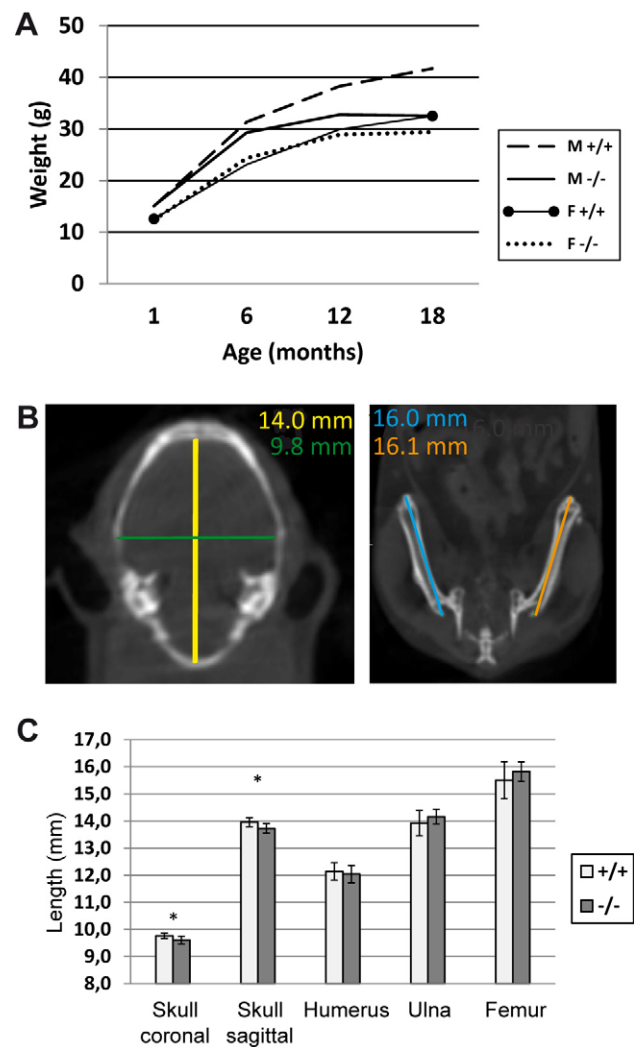 A
Weight (g)
50
40
30
20
10
0
1 6 12 18
Age (months)
M +/+
M -/-
F +/+
F -/-
B
14.0 mm
9.8 mm
16.0 mm
16.1 mm
C
Length (mm)
17,0
16,0
15,0
14,0
13,0
12,0
11,0
10,0
9,0
8,0
*
*
Skull coronal
Skull sagittal
Humerus
Ulna
Femur
+/+
-/-